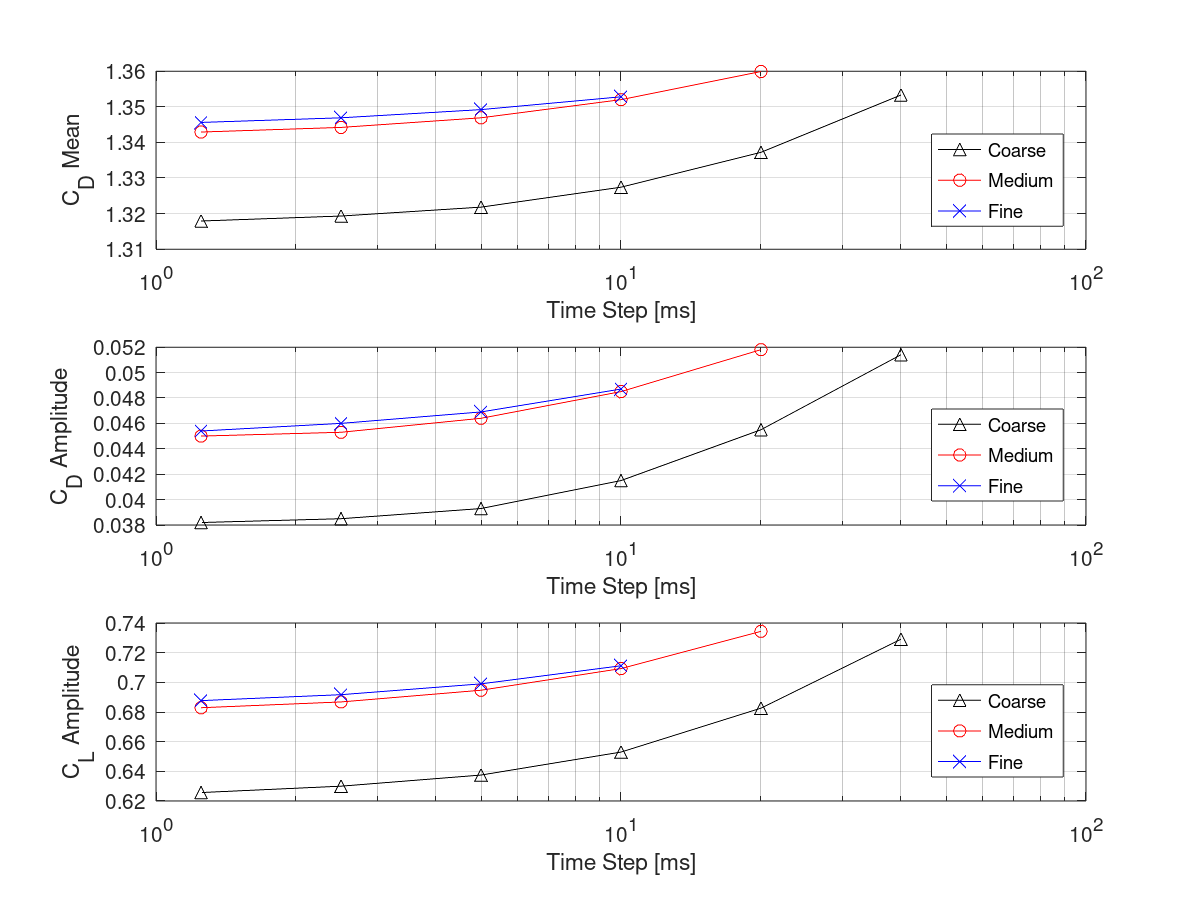 1.36
1.35
1.34
1.33
1.32
1.31
C_D Mean
10^0
10^1
10^2
Time Step [ms]
Coarse
Medium
Fine
0.052
0.05
0.048
0.046
0.044
0.042
0.04
0.038
C_D Amplitude
10^0
10^1
10^2
Time Step [ms]
Coarse
Medium
Fine
0.74
0.72
0.7
0.68
0.66
0.64
0.62
C_L Amplitude
10^0
10^1
10^2
Time Step [ms]
Coarse
Medium
Fine